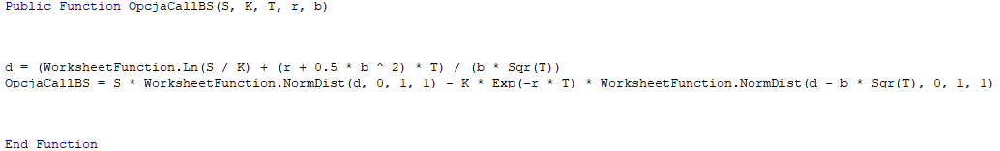 Public Function OpcjaCallBS(S, K, T, r, b)
d = (WorksheetFunction.Ln(S / K) + (r + 0.5 * b ^ 2) * T) / (b * Sqr(T))
OpcjaCallBS = S * WorksheetFunction.NormDist(d, 0, 1, 1) - K * Exp(-r * T) * WorksheetFunction.NormDist(d - b * Sqr(T), 0, 1, 1)
End Function